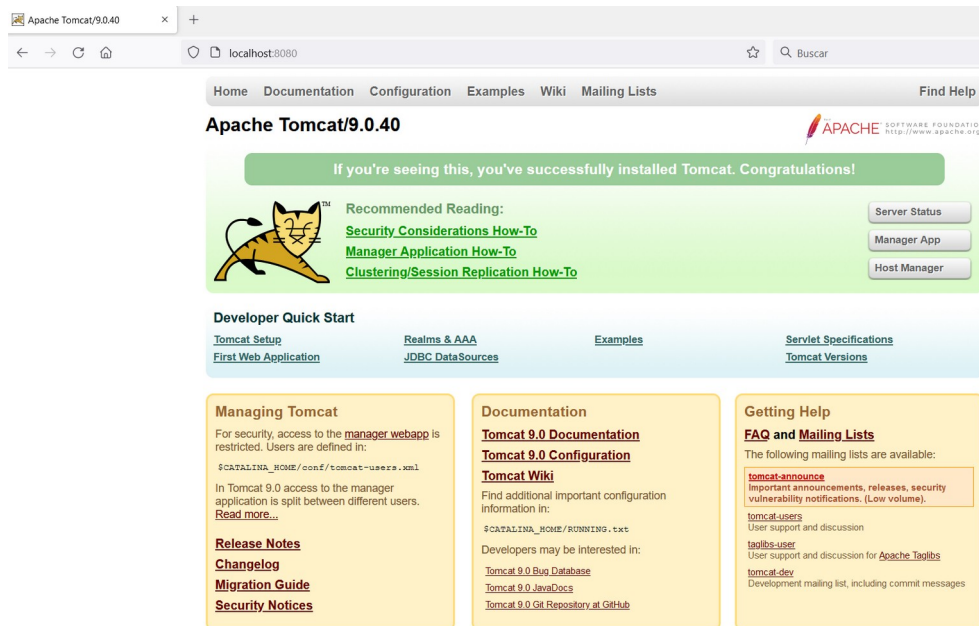 Apache Tomcat/9.0.40
localhost:8080
Buscar
Home Documentation Configuration Examples Wiki Mailing Lists Find Help
Apache Tomcat/9.0.40
APACHE SOFTWARE FOUNDATIO
http://www.apache.org
If you're seeing this, you've successfully installed Tomcat. Congratulations!
TM
Recommended Reading:
Security Considerations How-To
Manager Application How-To
Clustering/Session Replication How-To
Server Status
Manager App
Host Manager
Developer Quick Start
Tomcat Setup
First Web Application
Realms & AAA
JDBC DataSources
Examples
Servlet Specifications
Tomcat Versions
Managing Tomcat
For security, access to the manager webapp is
restricted. Users are defined in:
$CATALINA_HOME/conf/tomcat-users.xml
In Tomcat 9.0 access to the manager
application is split between different users.
Read more...
Release Notes
Changelog
Migration Guide
Security Notices
Documentation
Tomcat 9.0 Documentation
Tomcat 9.0 Configuration
Tomcat Wiki
Find additional important configuration
information in:
$CATALINA_HOME/RUNNING.txt
Developers may be interested in:
Tomcat 9.0 Bug Database
Tomcat 9.0 JavaDocs
Tomcat 9.0 Git Repository at GitHub
Getting Help
FAQ and Mailing Lists
The following mailing lists are available:
tomcat-announce
Important announcements, releases, security
vulnerability notifications. (Low volume).
tomcat-users
User support and discussion
taglibs-user
User support and discussion for Apache Taglibs
tomcat-dev
Development mailing list, including commit messages